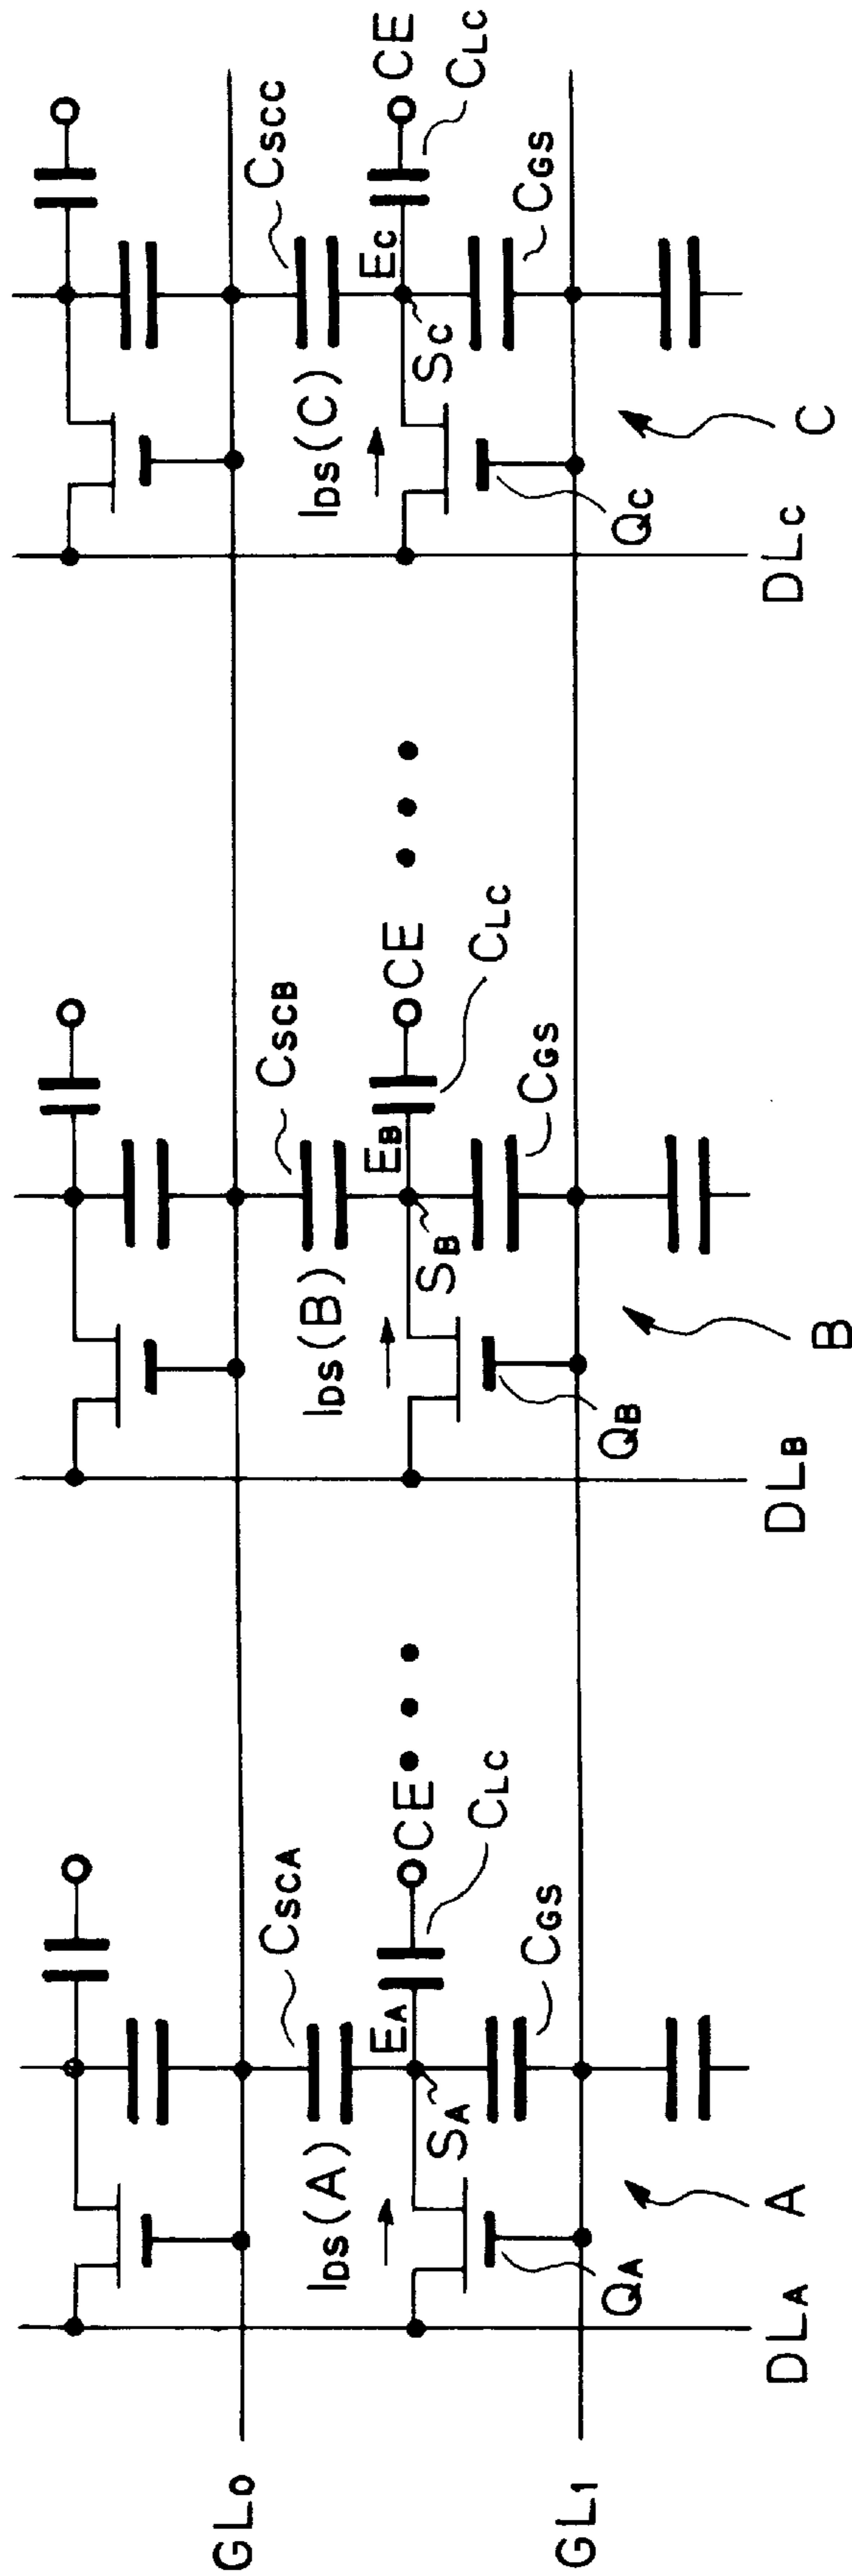 GL0
GL1
CSCA
IDS(A)
EA
SA
CE
CLC
CGS
QA
DLA
A
CSCB
IDS(B)
EB
SB
CE
CLC
CGS
QB
DLB
B
CSCC
IDS(C)
EC
SC
CE
CLC
CGS
QC
DLC
C